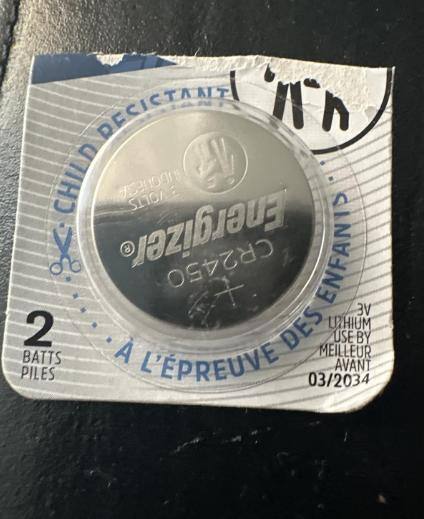 CHILD RESISTANT
INDONESIA
3 VOLTS
Energizer®
CR2450
+
À L'ÉPREUVE DES ENFANTS
2
BATTS
PILES
3V
LITHIUM
USE BY
MEILLEUR
AVANT
03/2034